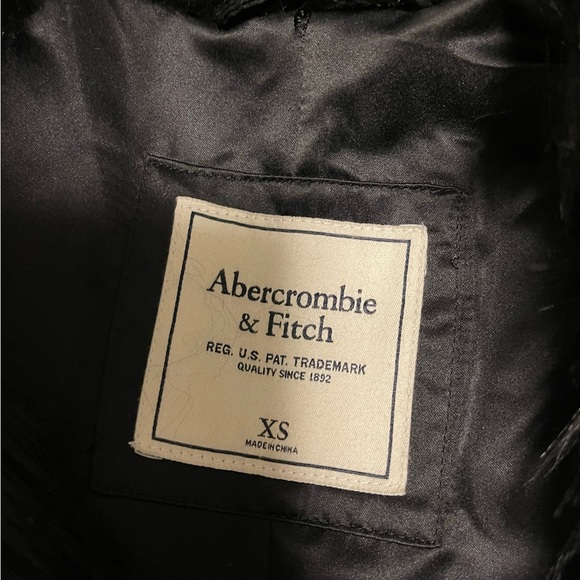 Abercrombie
& Fitch
REG. U.S. PAT. TRADEMARK
QUALITY SINCE 1892
XS
MADE IN CHINA